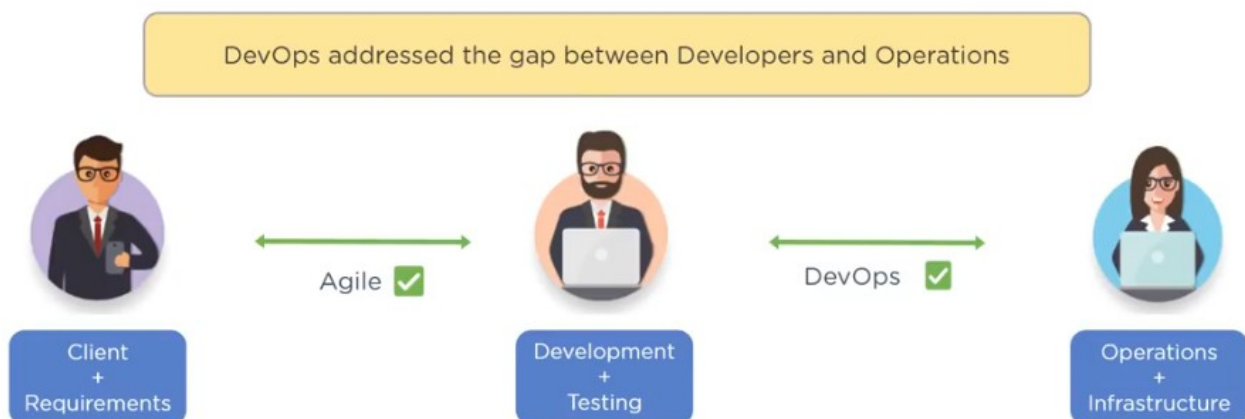 DevOps addressed the gap between Developers and Operations
Agile
DevOps
Client
+
Requirements
Development
+
Testing
Operations
+
Infrastructure